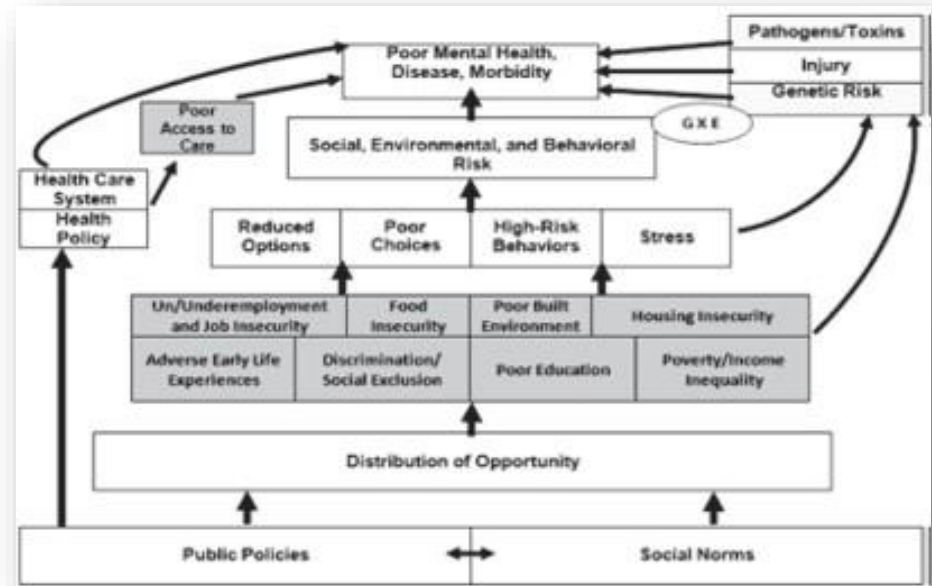 Poor Mental Health,
Disease, Morbidity
Pathogens/Toxins
Injury
Genetic Risk
G X E
Poor
Access to
Care
Social, Environmental, and Behavioral
Risk
Health Care
System
Health
Policy
Reduced
Options
Poor
Choices
High-Risk
Behaviors
Stress
Un/Underemployment
and Job Insecurity
Food
Insecurity
Poor Built
Environment
Housing Insecurity
Adverse Early Life
Experiences
Discrimination/
Social Exclusion
Poor Education
Poverty/Income
Inequality
Distribution of Opportunity
Public Policies
Social Norms